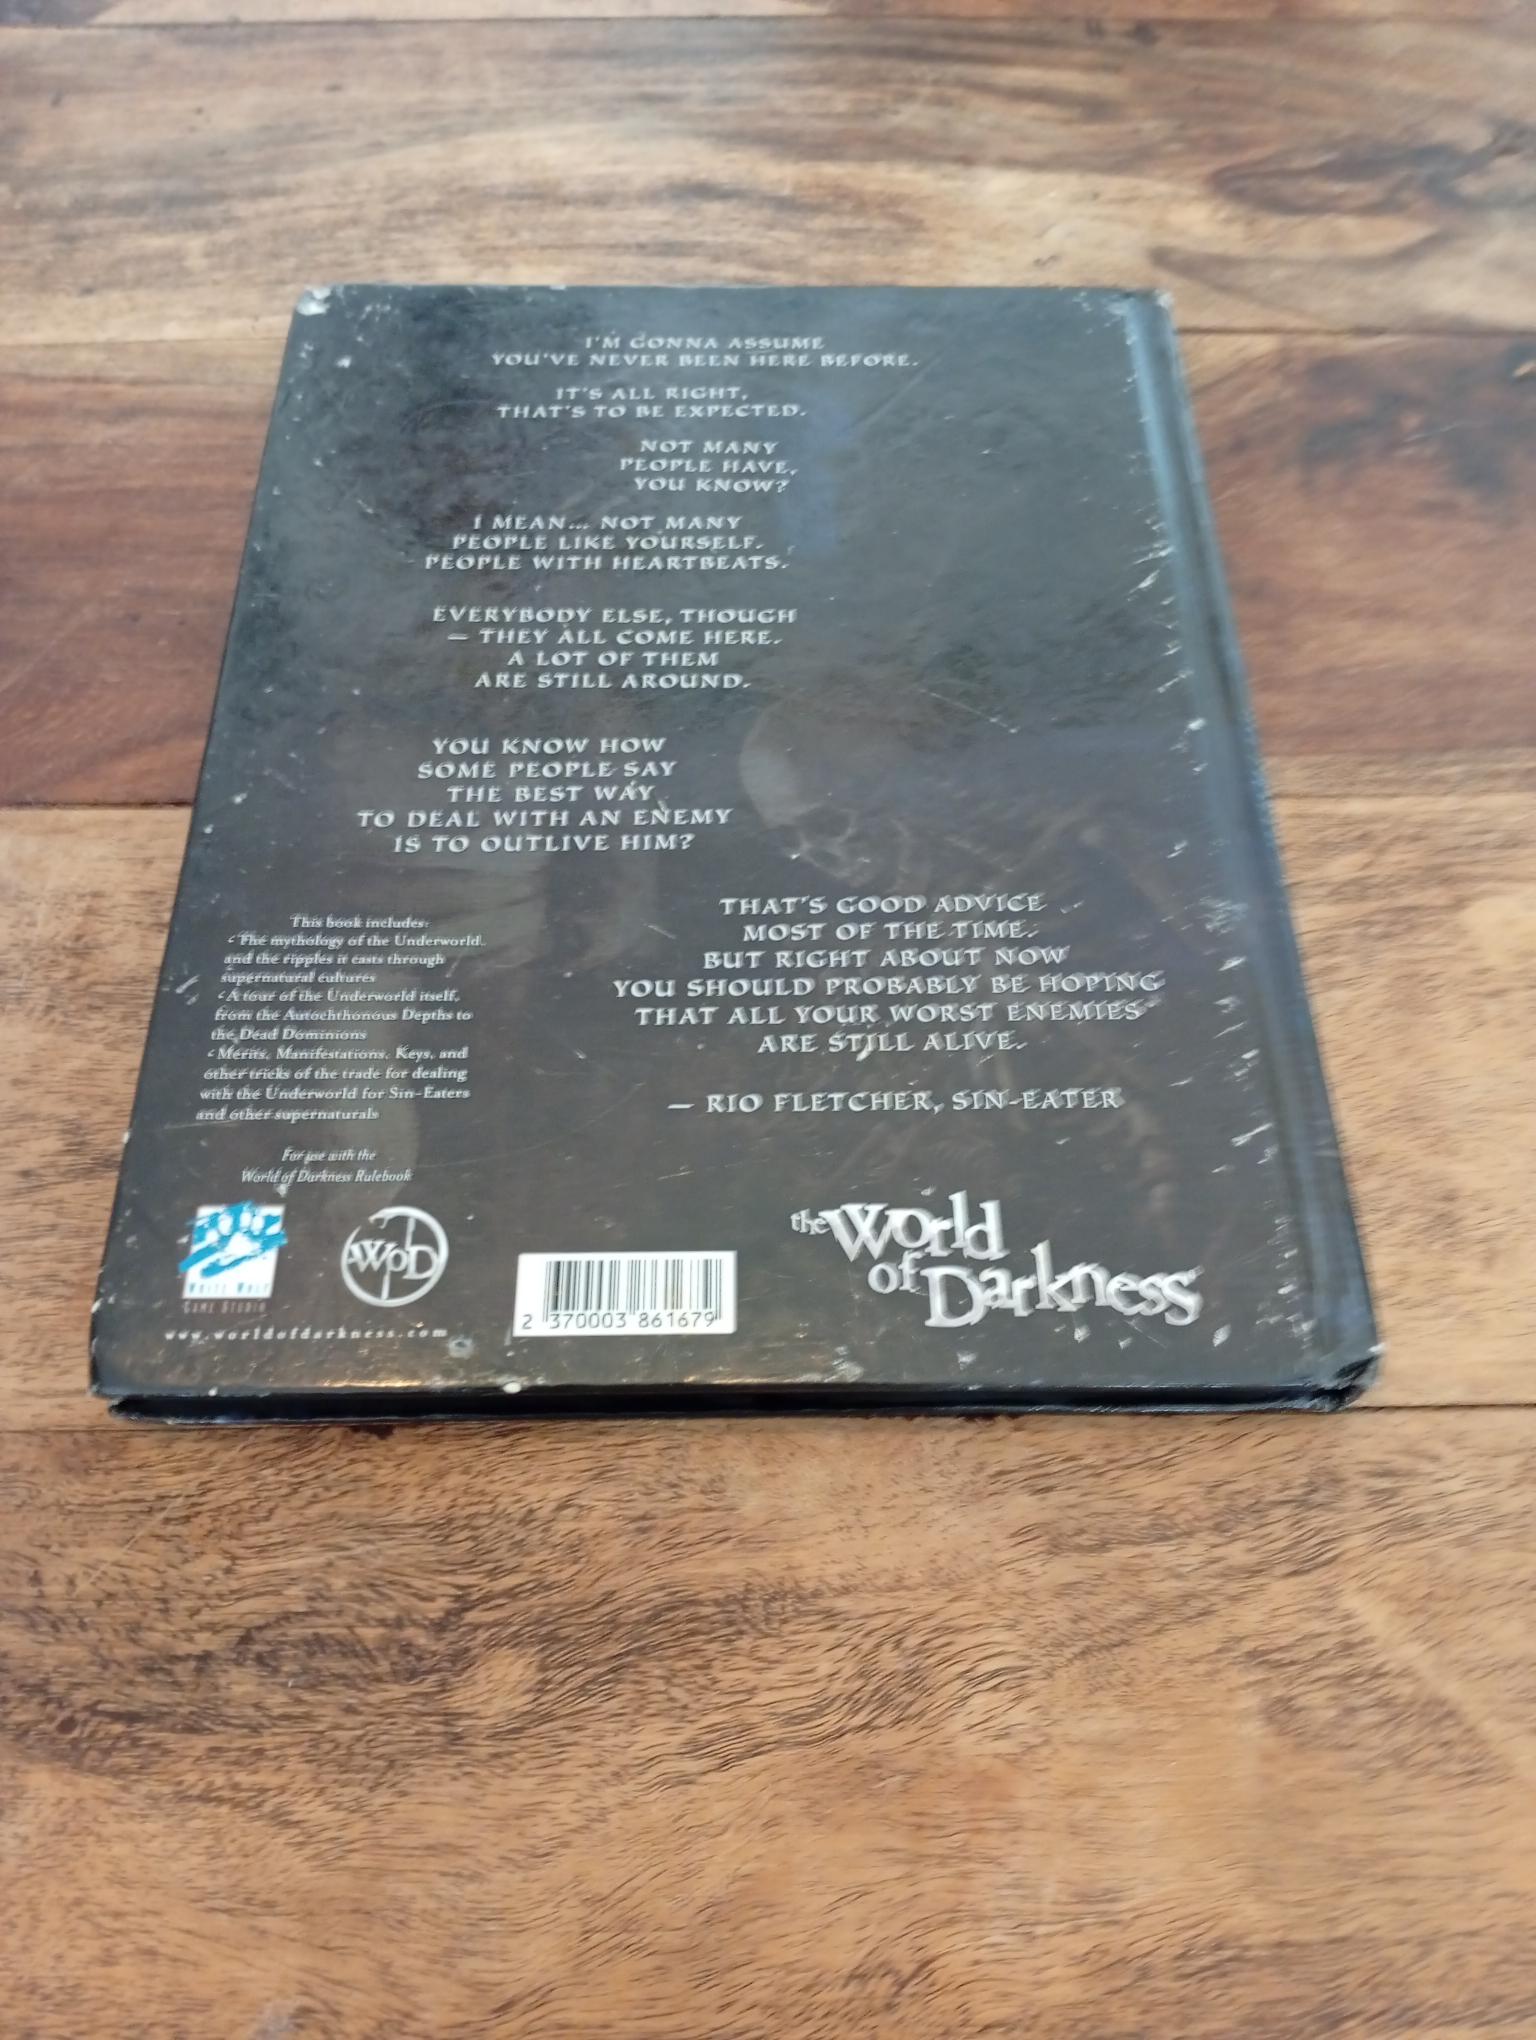 I'M GONNA ASSUME
YOU'VE NEVER BEEN HERE BEFORE.
IT'S ALL RIGHT,
THAT'S TO BE EXPECTED.
NOT MANY
PEOPLE HAVE,
YOU KNOW?
I MEAN... NOT MANY
PEOPLE LIKE YOURSELF.
PEOPLE WITH HEARTBEATS.
EVERYBODY ELSE, THOUGH
— THEY ALL COME HERE.
A LOT OF THEM
ARE STILL AROUND.
YOU KNOW HOW
SOME PEOPLE SAY
THE BEST WAY
TO DEAL WITH AN ENEMY
IS TO OUTLIVE HIM?
THAT'S GOOD ADVICE
MOST OF THE TIME.
BUT RIGHT ABOUT NOW
YOU SHOULD PROBABLY BE HOPING
THAT ALL YOUR WORST ENEMIES
ARE STILL ALIVE.
— RIO FLETCHER, SIN-EATER
This book includes:
• The mythology of the Underworld
and the ripples it casts through
supernatural cultures
• A tour of the Underworld itself,
from the Autochthonous Depths to
the Dead Dominions
• Merits, Manifestations, Keys, and
other tricks of the trade for dealing
with the Underworld for Sin-Eaters
and other supernaturals
For use with the
World of Darkness Rulebook
WHITE WOLF
GAME STUDIO
WoD
www.worldofdarkness.com
2 370003 861679
the World
of Darkness